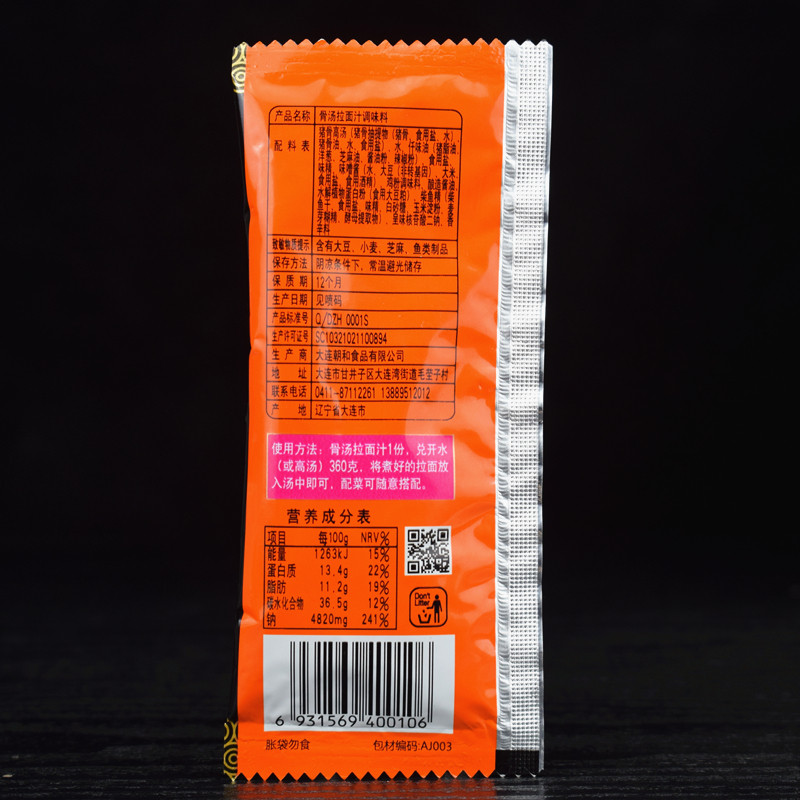 产品名称 骨汤拉面汁调味料
配料表
猪骨高汤（猪骨抽提物（猪骨、食用盐、水）、
猪骨油、水、食用盐）、水、仟味油（猪脂油、
洋葱、芝麻油、酱油粉、辣椒粉）、食用盐、
味精、味噌酱（水、大豆（非转基因）、大米、
食用盐、食用酒精）、鸡粉调味料、酿造酱油、
水解植物蛋白粉（食用大豆粕）、柴鱼精（柴
鱼干、食用盐、味精、白砂糖、玉米淀粉、麦
芽糊精、酵母提取物）、呈味核苷酸二钠、香
辛料
致敏物质提示 含有大豆、小麦、芝麻、鱼类制品
保存方法 阴凉条件下，常温避光储存
保质期 12个月
生产日期 见喷码
产品标准号 Q/DZH 0001S
生产许可证号 SC10321021100894
生产商 大连朝和食品有限公司
地址 大连市甘井子区大连湾街道毛茔子村
联系电话 0411-87112261 13889512012
产地 辽宁省大连市
使用方法：骨汤拉面汁1份，兑开水
（或高汤）360克，将煮好的拉面放
入汤中即可，配菜可随意搭配。
营养成分表
项目 每100g NRV%
能量 1263kJ 15%
蛋白质 13.4g 22%
脂肪 11.2g 19%
碳水化合物 36.5g 12%
钠 4820mg 241%
Don't
Litter
6 931569 400106
胀袋勿食 包材编码:AJ003